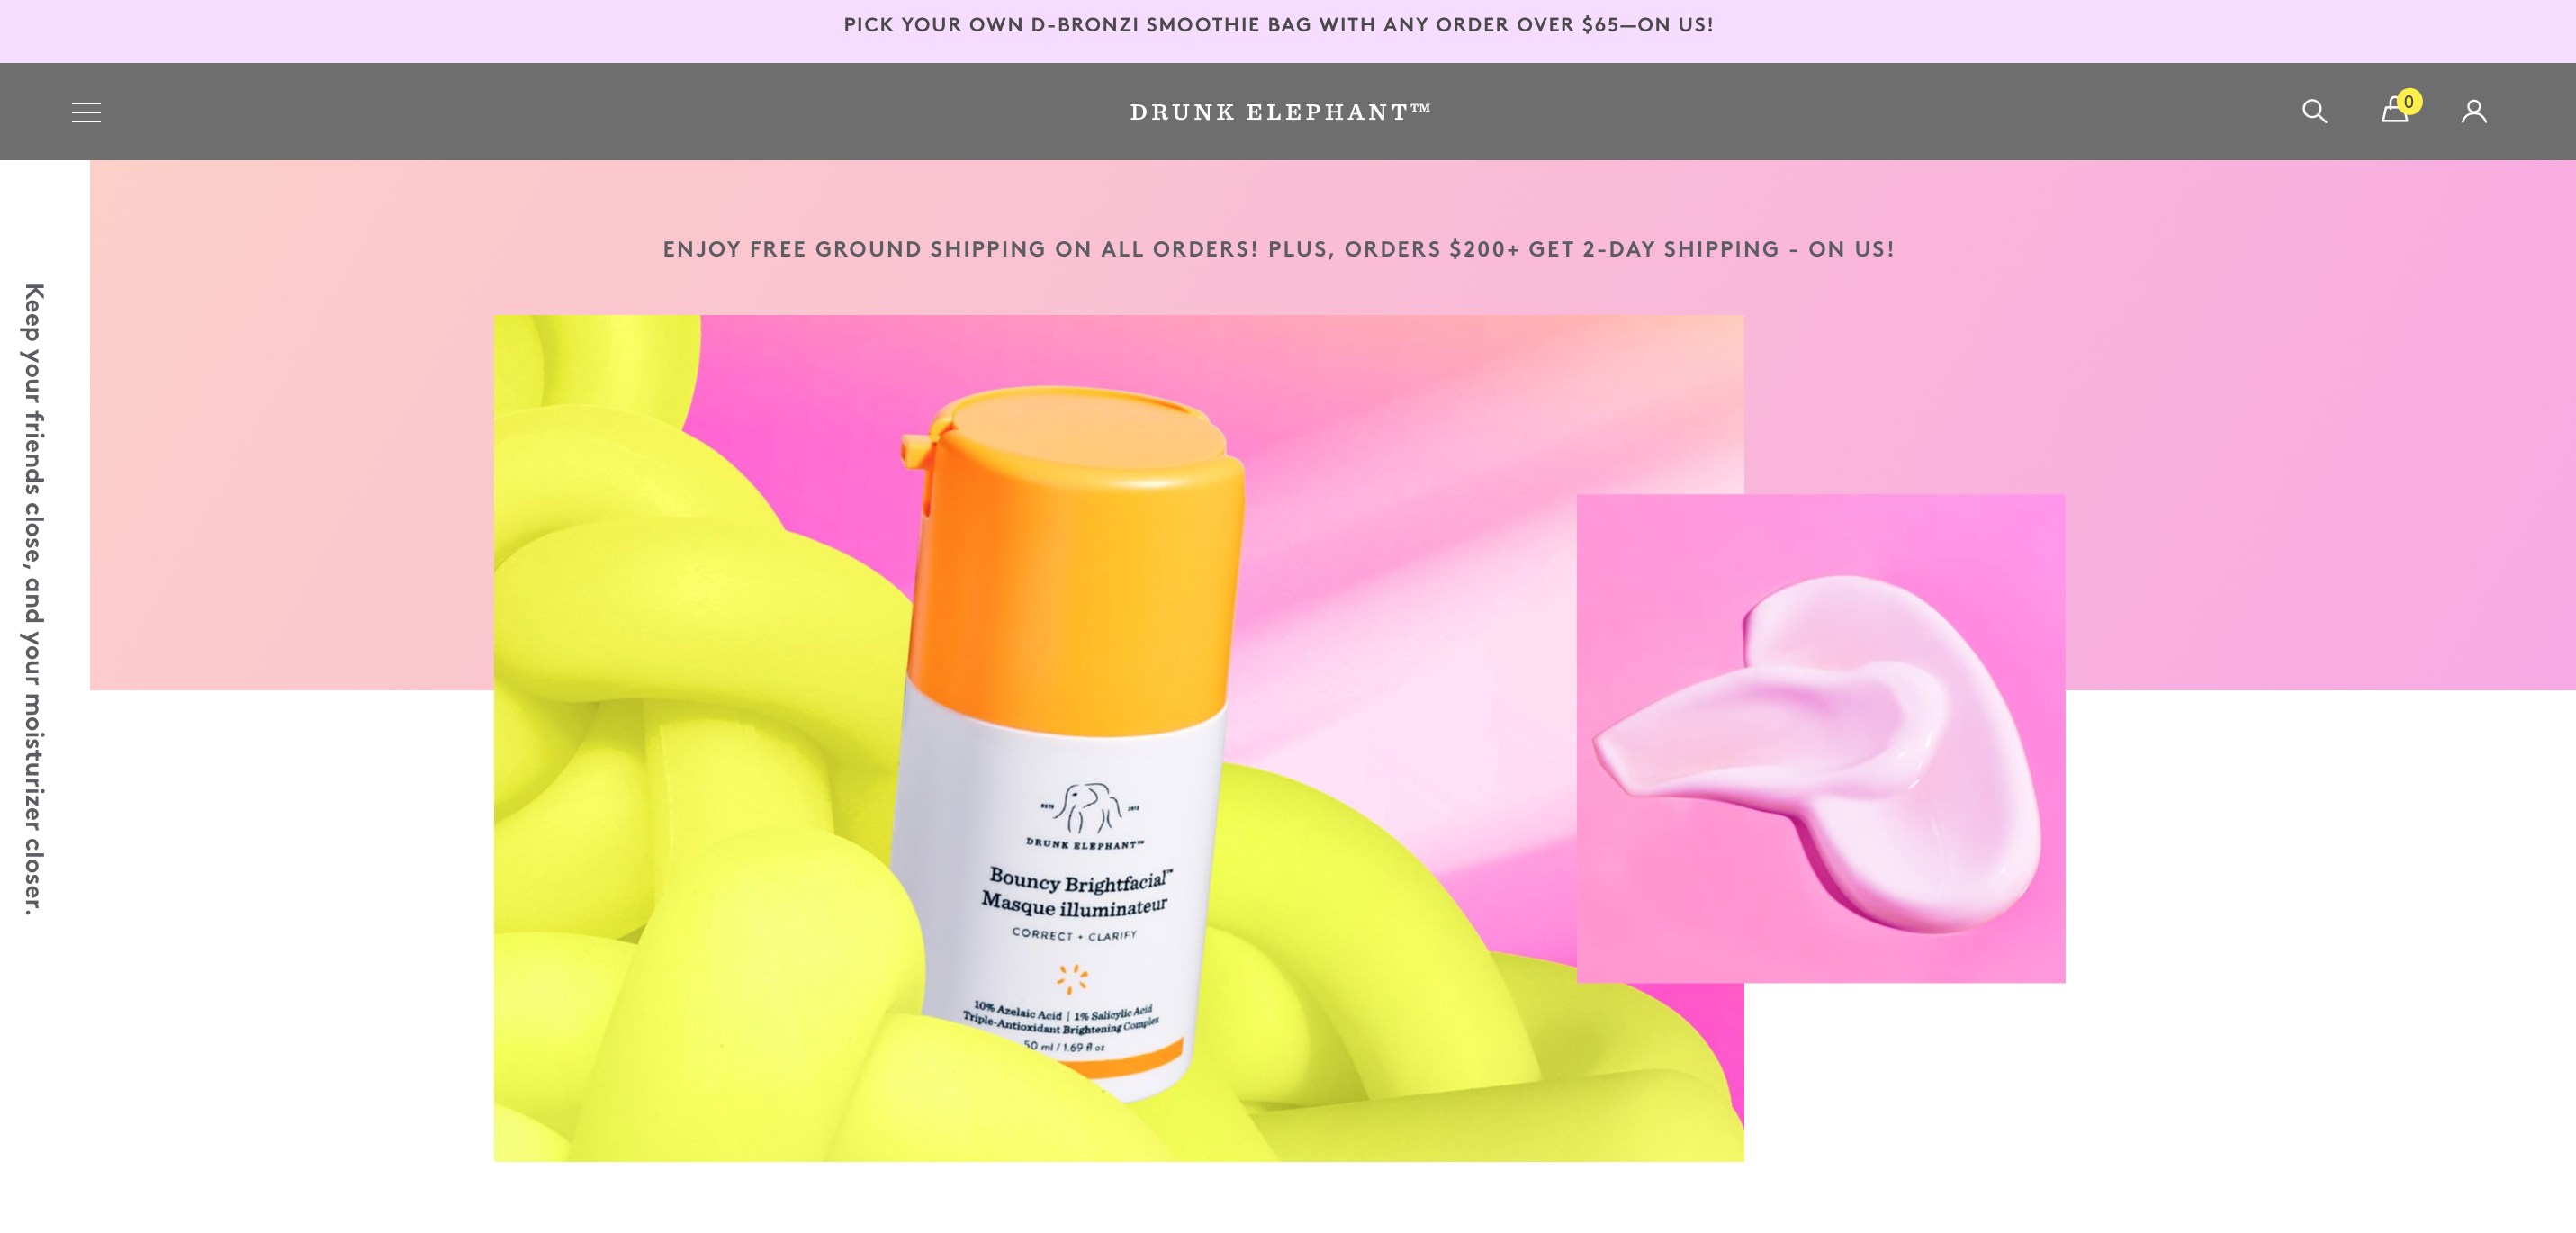 PICK YOUR OWN D-BRONZI SMOOTHIE BAG WITH ANY ORDER OVER $65—ON US!
DRUNK ELEPHANT™
0
ENJOY FREE GROUND SHIPPING ON ALL ORDERS! PLUS, ORDERS $200+ GET 2-DAY SHIPPING - ON US!
Keep your friends close, and your moisturizer closer.
ESTD 2012
DRUNK ELEPHANT™
Bouncy Brightfacial™
Masque illuminateur
CORRECT + CLARIFY
10% Azelaic Acid | 1% Salicylic Acid
Triple-Antioxidant Brightening Complex
50 ml / 1.69 fl oz